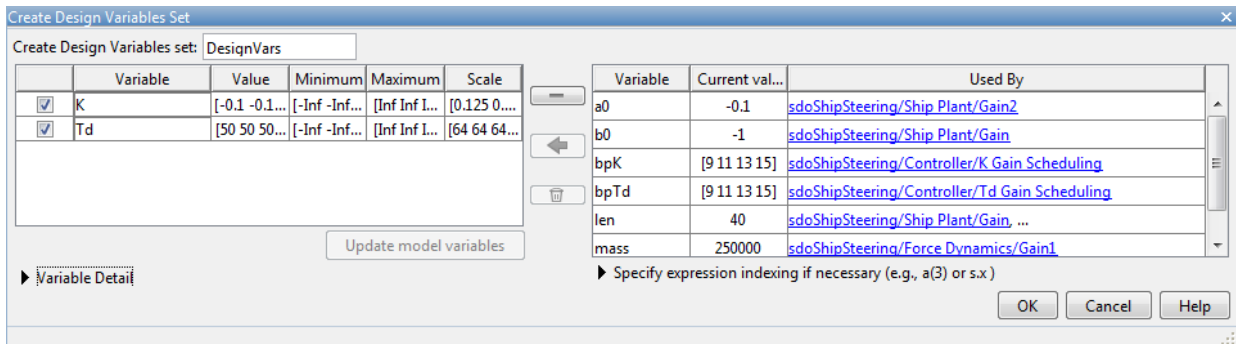 Create Design Variables Set
Create Design Variables set: DesignVars
Variable Value Minimum Maximum Scale
K [-0.1 -0.1... [-Inf -Inf... [Inf Inf I... [0.125 0....
Td [50 50 50... [-Inf -Inf... [Inf Inf I... [64 64 64...
Update model variables
Variable Detail
Variable Current val... Used By
a0 -0.1 sdoShipSteering/Ship Plant/Gain2
b0 -1 sdoShipSteering/Ship Plant/Gain
bpK [9 11 13 15] sdoShipSteering/Controller/K Gain Scheduling
bpTd [9 11 13 15] sdoShipSteering/Controller/Td Gain Scheduling
len 40 sdoShipSteering/Ship Plant/Gain, ...
mass 250000 sdoShipSteering/Force Dynamics/Gain1
Specify expression indexing if necessary (e.g., a(3) or s.x )
OK Cancel Help